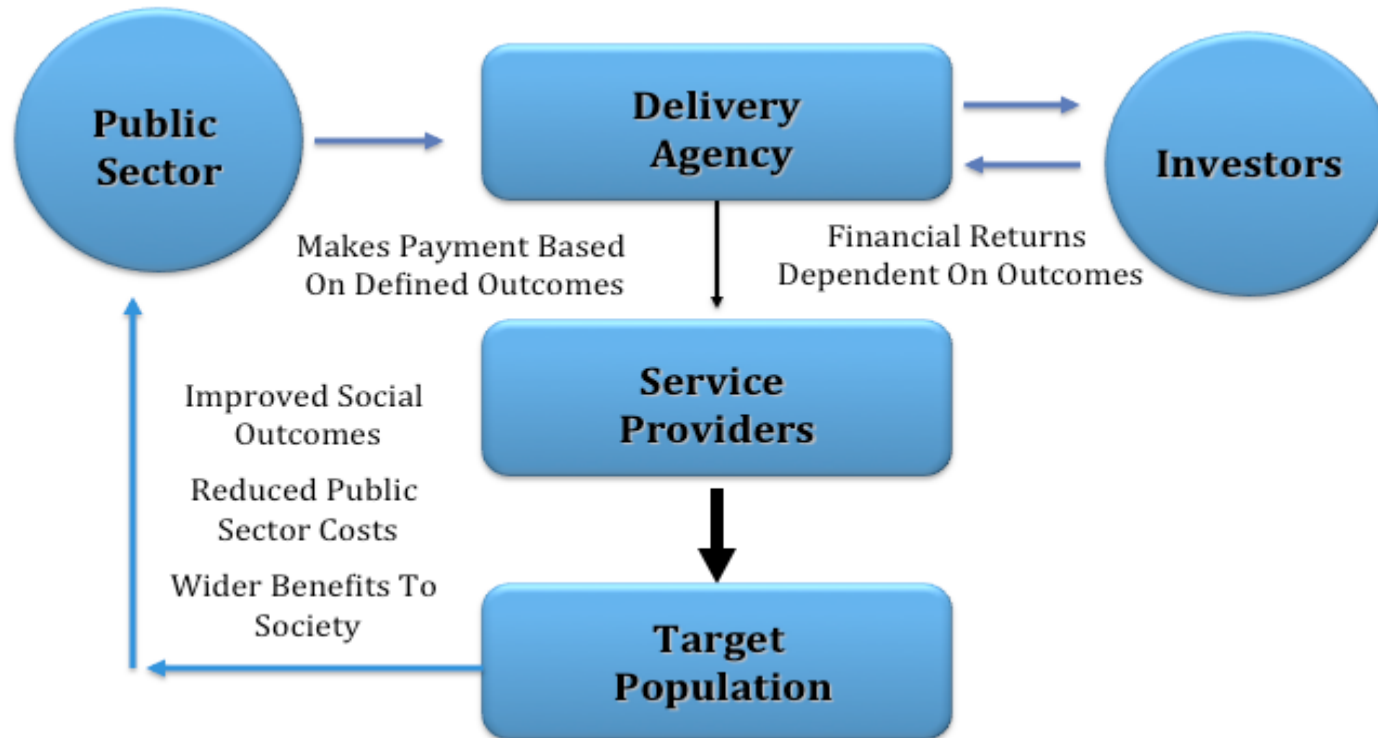 Public
Sector
Delivery
Agency
Investors
Makes Payment Based
On Defined Outcomes
Financial Returns
Dependent On Outcomes
Service
Providers
Improved Social
Outcomes
Reduced Public
Sector Costs
Wider Benefits To
Society
Target
Population